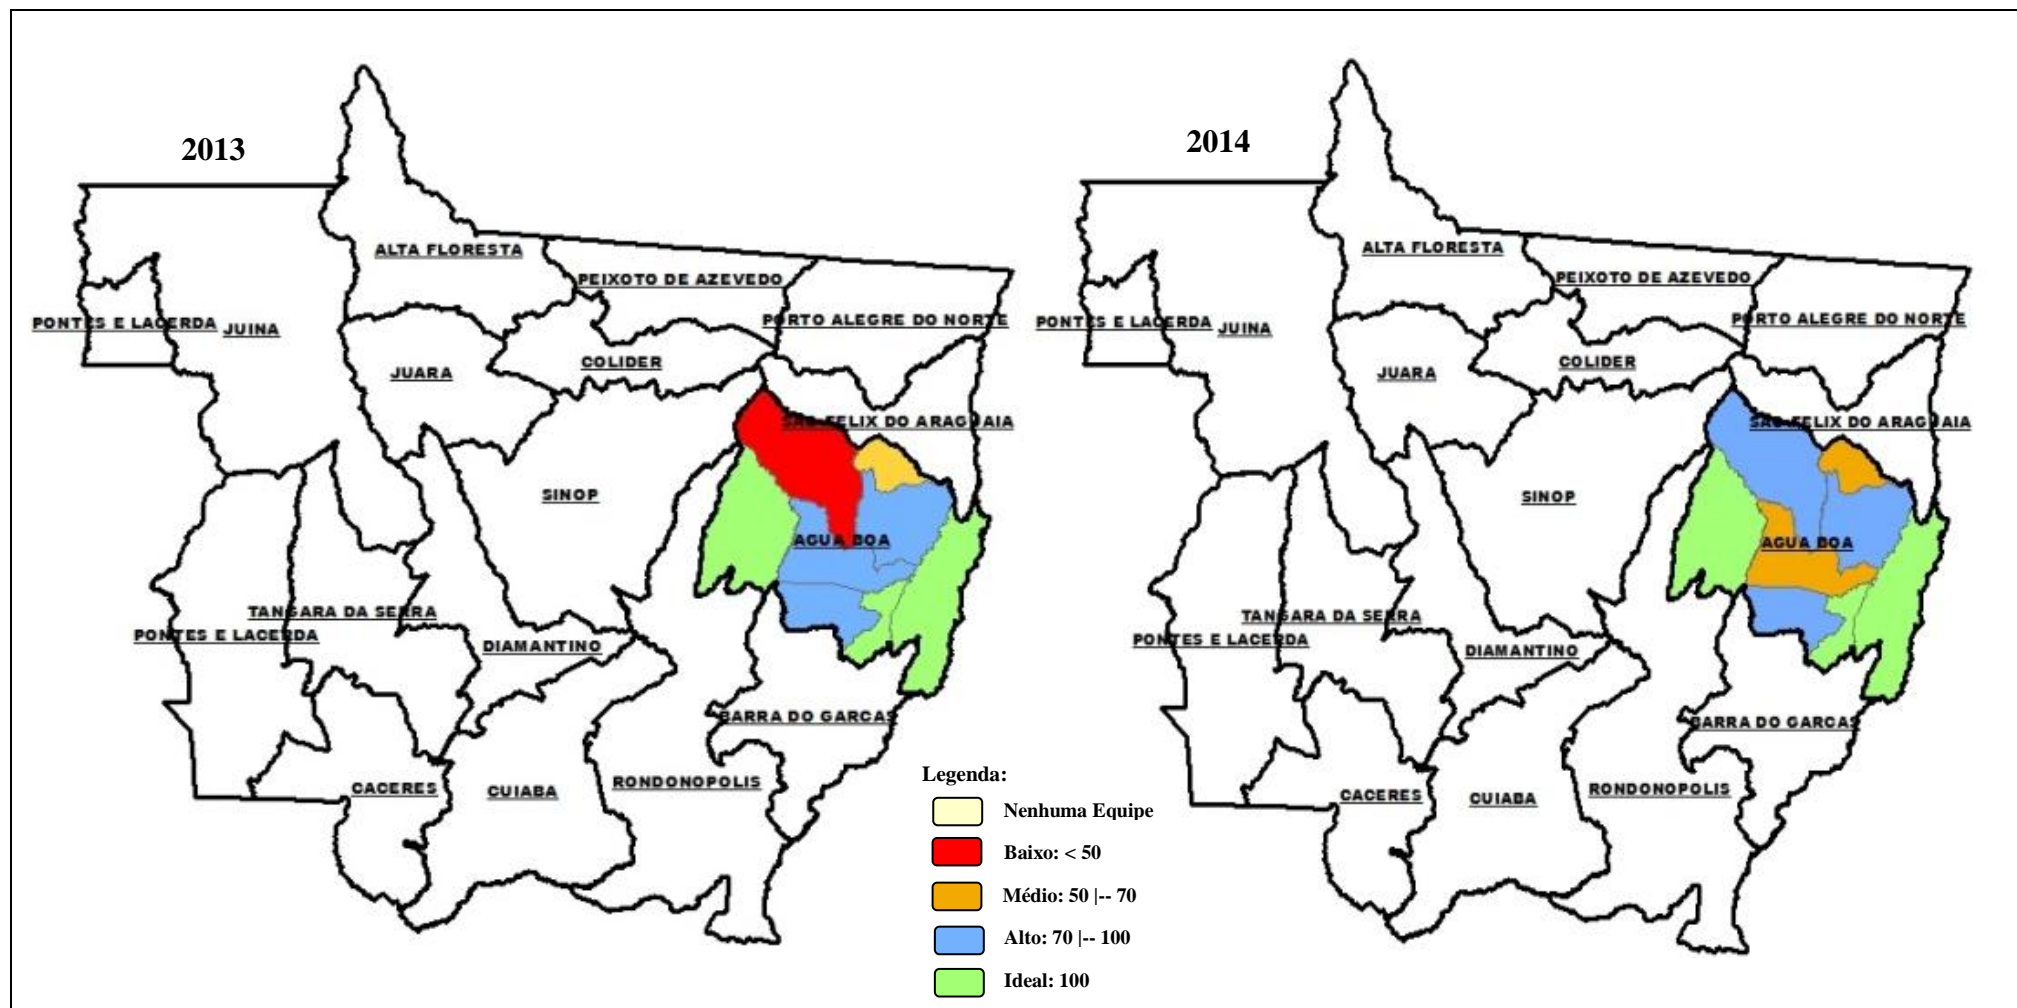 2013
ALTA FLORESTA
PEIXOTO DE AZEVEDO
PONTES E LACERDA
JUINA
PORTO ALEGRE DO NORTE
JUARA
COLIDER
SAO FELIX DO ARAGUAIA
SINOP
AGUA BOA
TANGARA DA SERRA
PONTES E LACERDA
DIAMANTINO
BARRA DO GARCAS
CACERES
CUIABA
RONDONOPOLIS
2014
ALTA FLORESTA
PEIXOTO DE AZEVEDO
PONTES E LACERDA
JUINA
PORTO ALEGRE DO NORTE
JUARA
COLIDER
SAO FELIX DO ARAGUAIA
SINOP
AGUA BOA
TANGARA DA SERRA
PONTES E LACERDA
DIAMANTINO
BARRA DO GARCAS
CACERES
CUIABA
RONDONOPOLIS
Legenda:
Nenhuma Equipe
Baixo: < 50
Médio: 50 |-- 70
Alto: 70 |-- 100
Ideal: 100